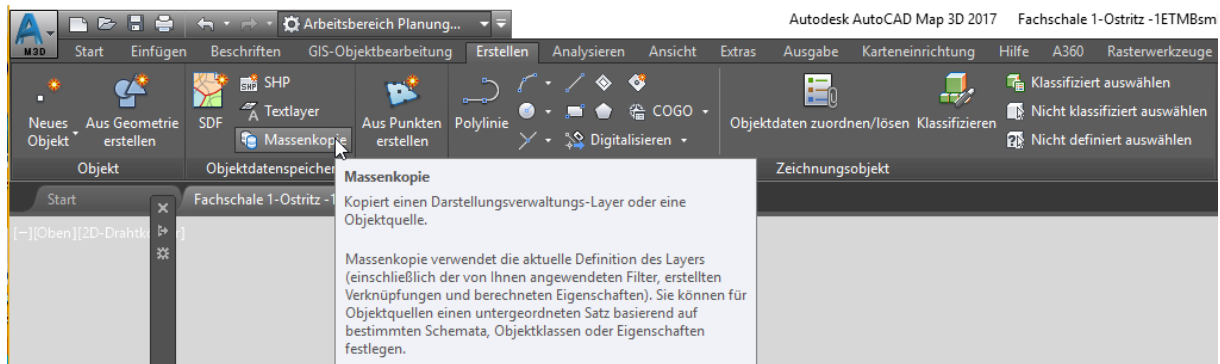 Arbeitsbereich Planung...
Autodesk AutoCAD Map 3D 2017 Fachschale 1-Ostritz -1ETMBsm
M3D Start Einfügen Beschriften GIS-Objektbearbeitung Erstellen Analysieren Ansicht Extras Ausgabe Karteneinrichtung Hilfe A360 Rasterwerkzeuge
Neues Objekt
Aus Geometrie erstellen
SDF
SHP
Textlayer
Massenkopie
Aus Punkten erstellen
Polylinie
COGO
Digitalisieren
Objektdaten zuordnen/lösen
Klassifizieren
Klassifiziert auswählen
Nicht klassifiziert auswählen
Nicht definiert auswählen
Objekt
Objektdatenspeicher
Zeichnungsobjekt
Start
Fachschale 1-Ostritz -1
[−][Oben][2D-Drahtk
Massenkopie
Kopiert einen Darstellungsverwaltungs-Layer oder eine
Objektquelle.
Massenkopie verwendet die aktuelle Definition des Layers
(einschließlich der von Ihnen angewendeten Filter, erstellten
Verknüpfungen und berechneten Eigenschaften). Sie können für
Objektquellen einen untergeordneten Satz basierend auf
bestimmten Schemata, Objektklassen oder Eigenschaften
festlegen.